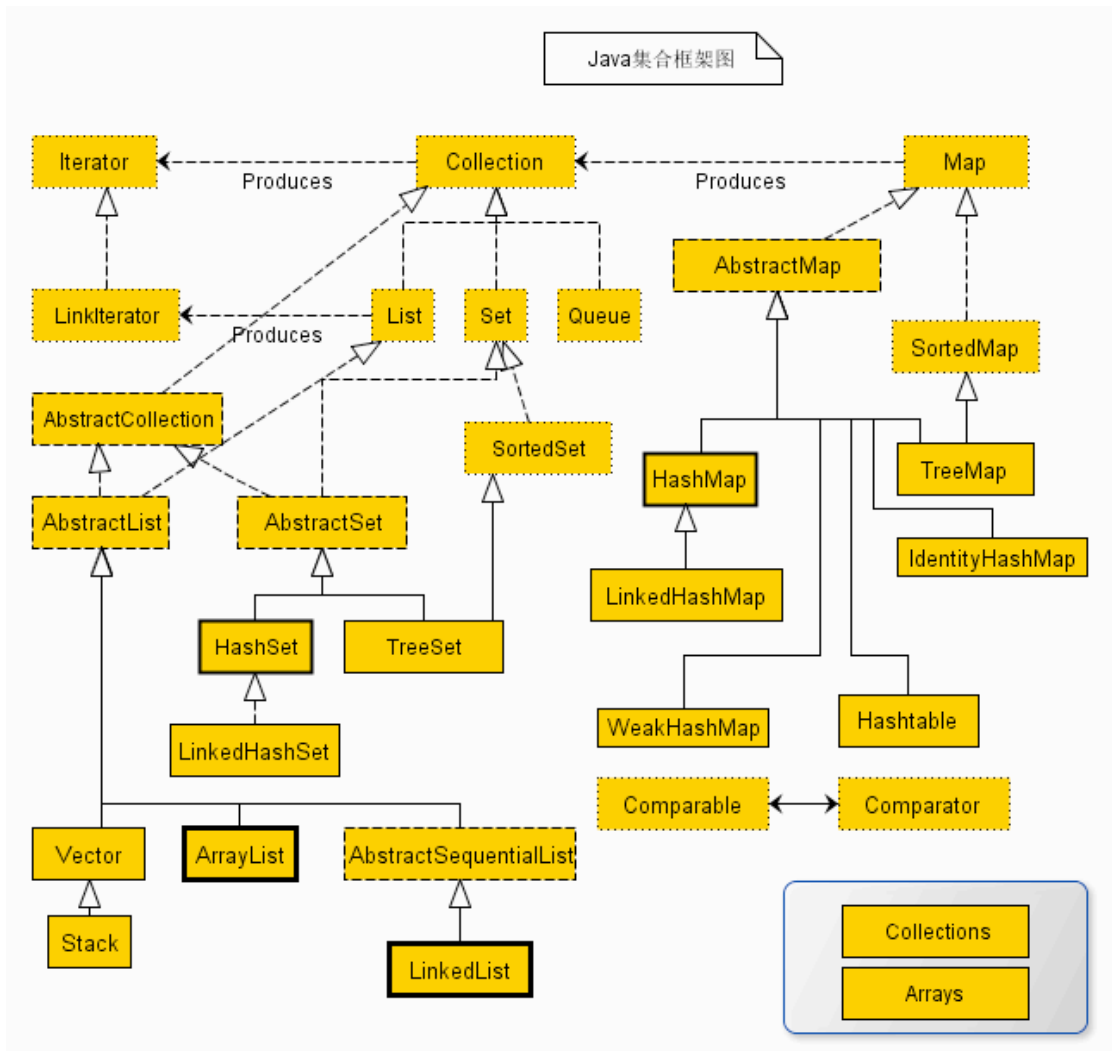 Java集合框架图
Iterator
Collection
Map
Produces
Produces
AbstractMap
LinkIterator
List
Set
Queue
Produces
SortedMap
AbstractCollection
SortedSet
HashMap
TreeMap
AbstractList
AbstractSet
IdentityHashMap
LinkedHashMap
HashSet
TreeSet
LinkedHashSet
WeakHashMap
Hashtable
Comparable
Comparator
Vector
ArrayList
AbstractSequentialList
Stack
LinkedList
Collections
Arrays